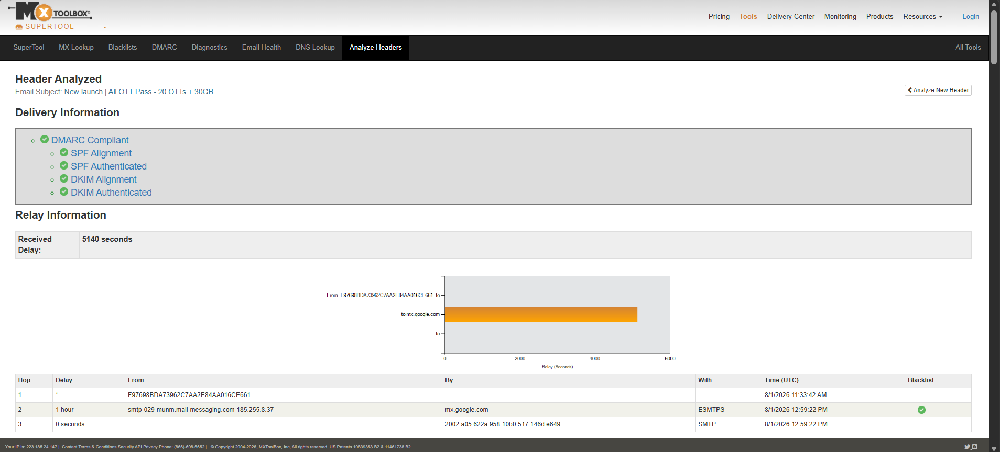 MX TOOLBOX®
SUPERTOOL
Pricing Tools Delivery Center Monitoring Products Resources Login
SuperTool MX Lookup Blacklists DMARC Diagnostics Email Health DNS Lookup Analyze Headers All Tools
Header Analyzed
Email Subject: New launch | All OTT Pass - 20 OTTs + 30GB
Analyze New Header
Delivery Information
DMARC Compliant
SPF Alignment
SPF Authenticated
DKIM Alignment
DKIM Authenticated
Relay Information
Received Delay: 5140 seconds
From F97698BDA73962C7AA2E84AA016CE661 to
to mx.google.com
to
0 2000 4000 6000
Relay (Seconds)
Hop Delay From By With Time (UTC) Blacklist
1 * F97698BDA73962C7AA2E84AA016CE661 8/1/2026 11:33:42 AM
2 1 hour smtp-029-munm.mail-messaging.com 185.255.8.37 mx.google.com ESMTPS 8/1/2026 12:59:22 PM
3 0 seconds 2002:a05:622a:958:10b0:517:146d:e649 SMTP 8/1/2026 12:59:22 PM
Your IP is: 223.185.24.147 | Contact Terms & Conditions Security API Privacy Phone: (866)-698-6652 | © Copyright 2004-2026, MXToolBox, Inc, All rights reserved. US Patents 10839353 B2 & 11461738 B2